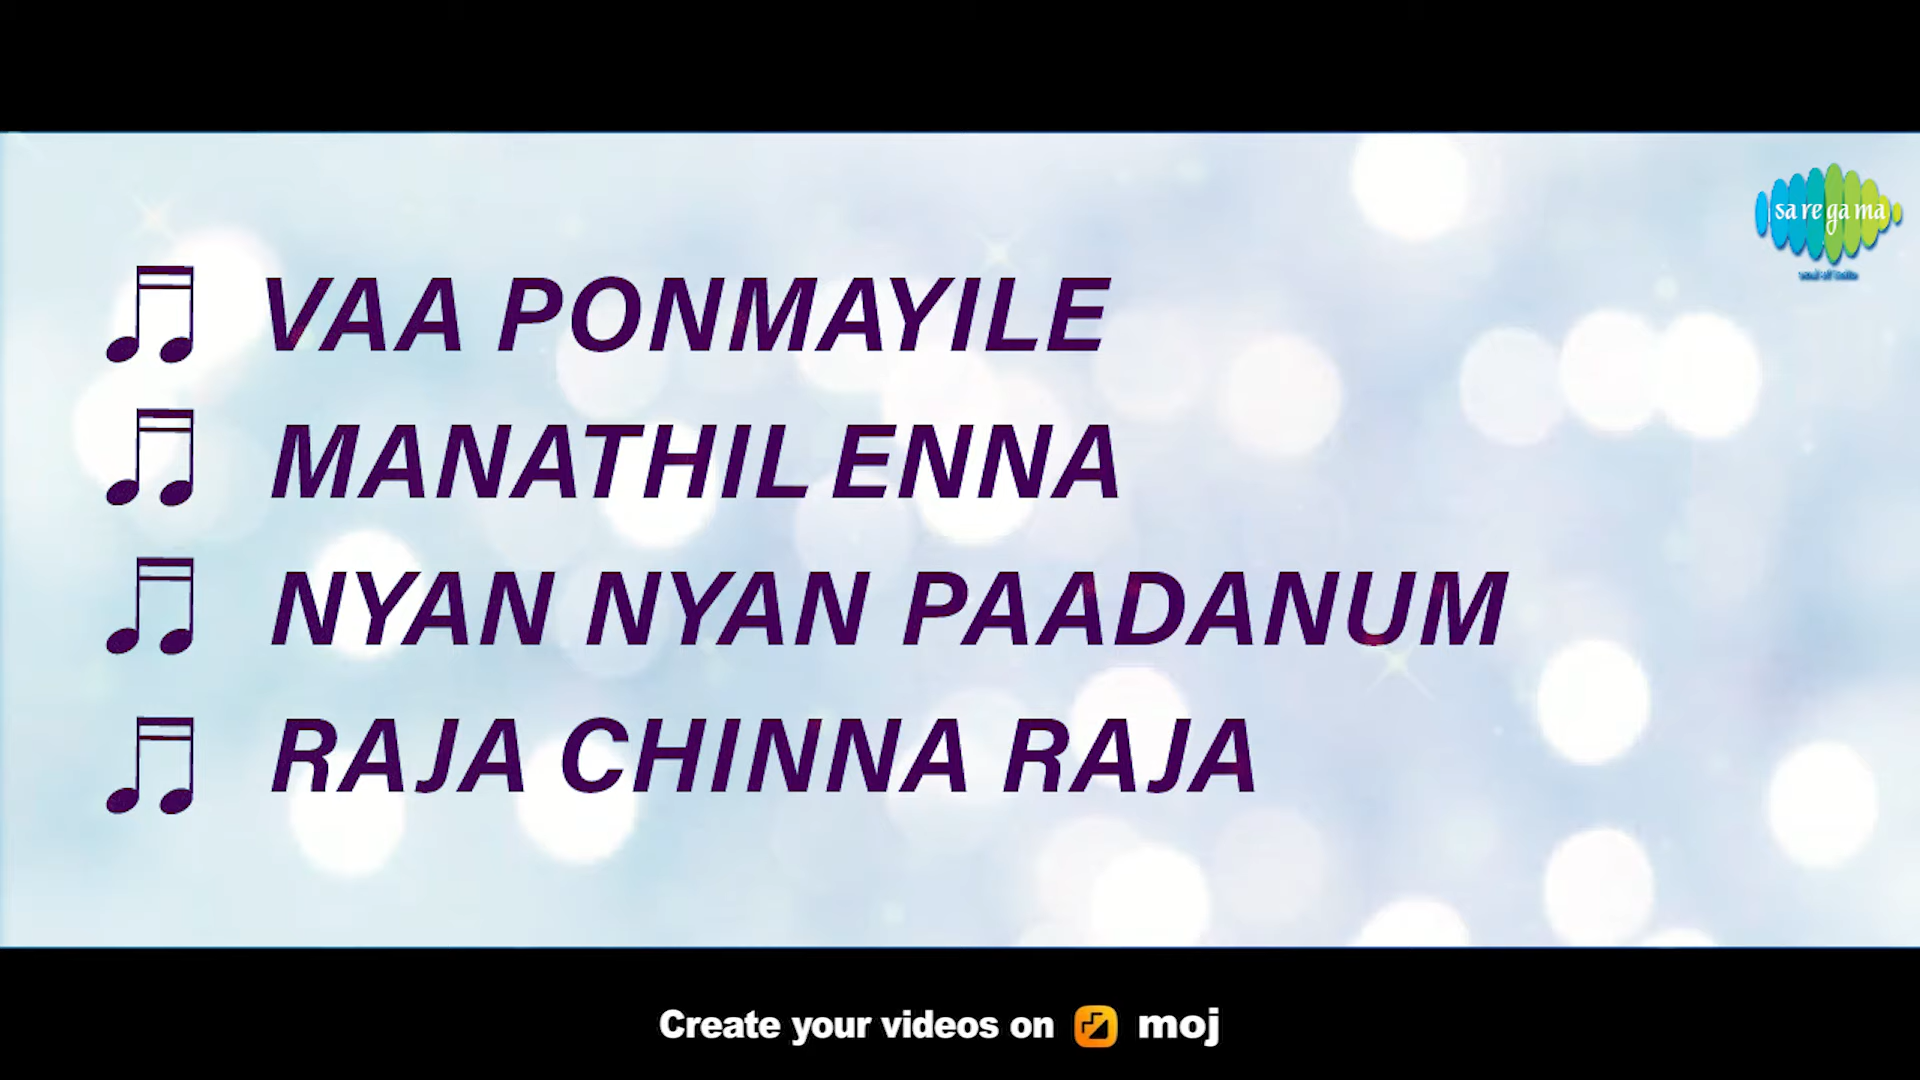 sa re ga ma
VAA PONMAYILE
MANATHIL ENNA
NYAN NYAN PAADANUM
RAJA CHINNA RAJA
Create your videos on moj